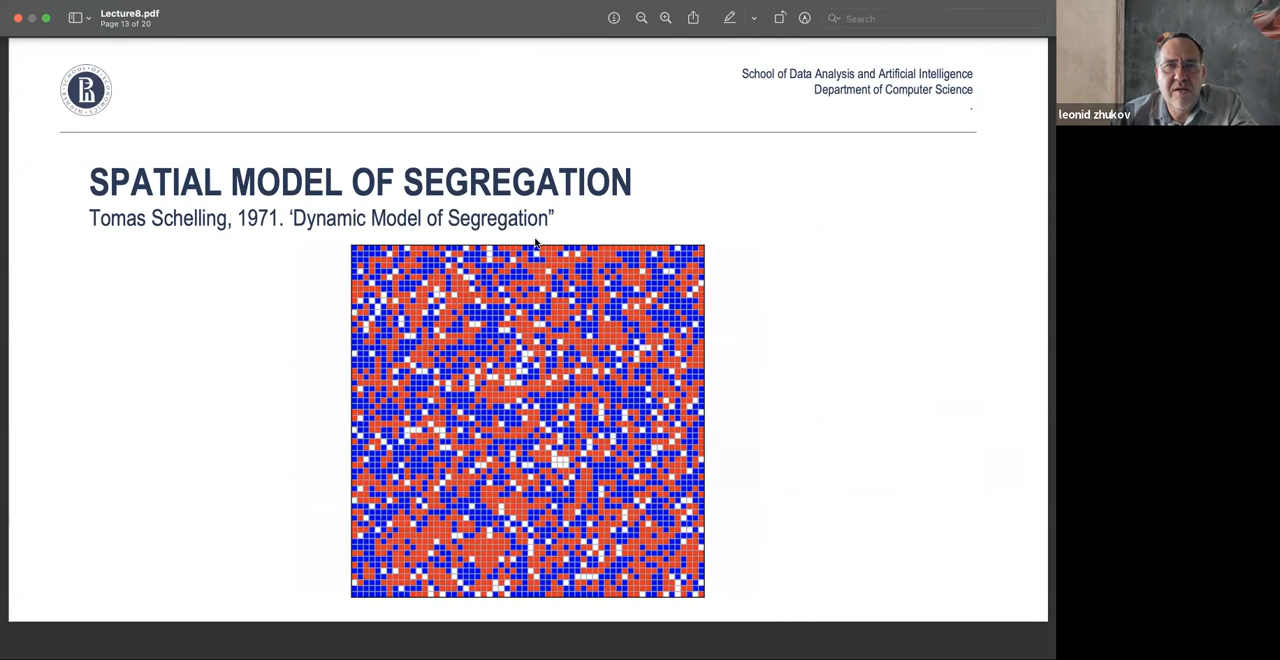 Lecture8.pdf
Page 13 of 20
Search
leonid zhukov
School of Data Analysis and Artificial Intelligence
Department of Computer Science
.
SPATIAL MODEL OF SEGREGATION
Tomas Schelling, 1971. ‘Dynamic Model of Segregation”